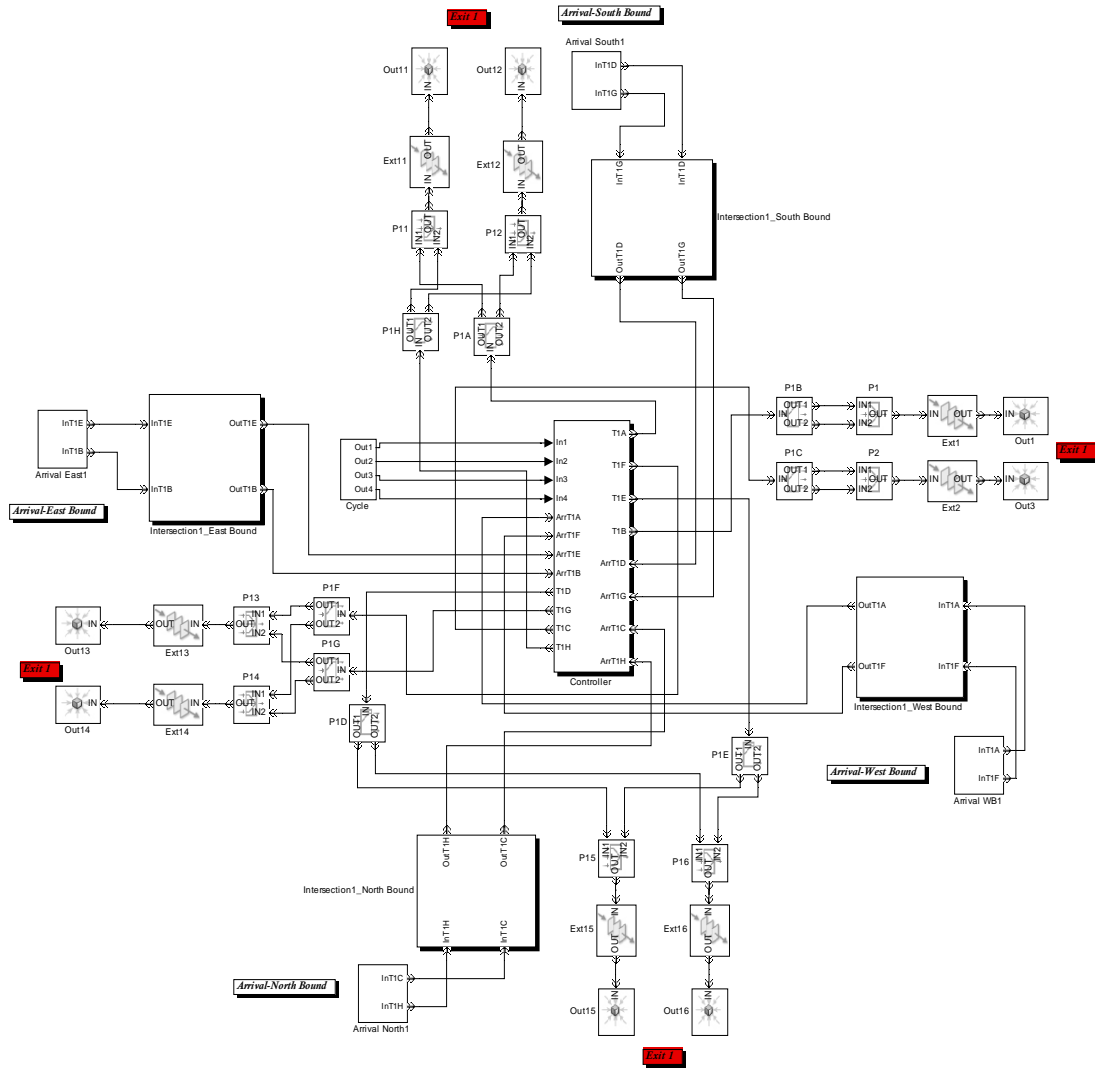 Exit 1
Arrival-South Bound
Arrival South1
InT1D
InT1G
Out11
IN
Out12
IN
Ext11
OUT
IN
Ext12
OUT
IN
P11
OUT
IN1
IN2
P12
OUT
IN1
IN2
InT1G
InT1D
Intersection1_South Bound
OutT1D
OutT1G
P1H
OUT1
OUT2
IN
P1A
OUT1
OUT2
IN
InT1E
InT1B
Arrival East1
Arrival-East Bound
InT1E
OutT1E
InT1B
OutT1B
Intersection1_East Bound
Out1
Out2
Out3
Out4
Cycle
In1
In2
In3
In4
ArrT1A
ArrT1F
ArrT1E
ArrT1B
T1D
T1G
T1C
T1H
T1A
T1F
T1E
T1B
ArrT1D
ArrT1G
ArrT1C
ArrT1H
Controller
P1B
IN
OUT1
OUT2
P1
IN1
IN2
OUT
IN
OUT
Ext1
IN
Out1
Exit 1
P1C
IN
OUT1
OUT2
P2
IN1
IN2
OUT
IN
OUT
Ext2
IN
Out3
OutT1A
InT1A
OutT1F
InT1F
Intersection1_West Bound
InT1A
InT1F
Arrival WB1
Arrival-West Bound
IN
Out13
OUT
IN
Ext13
P13
OUT
IN1
IN2
P1F
OUT1
OUT2
IN
P1G
OUT1
OUT2
IN
Exit 1
IN
Out14
OUT
IN
Ext14
P14
OUT
IN1
IN2
P1D
IN
OUT1
OUT2
P1E
IN
OUT1
OUT2
OutT1H
OutT1C
Intersection1_North Bound
InT1H
InT1C
Arrival-North Bound
InT1C
InT1H
Arrival North1
P15
IN1
IN2
OUT
P16
IN1
IN2
OUT
Ext15
IN
OUT
Ext16
IN
OUT
Out15
IN
Out16
IN
Exit 1